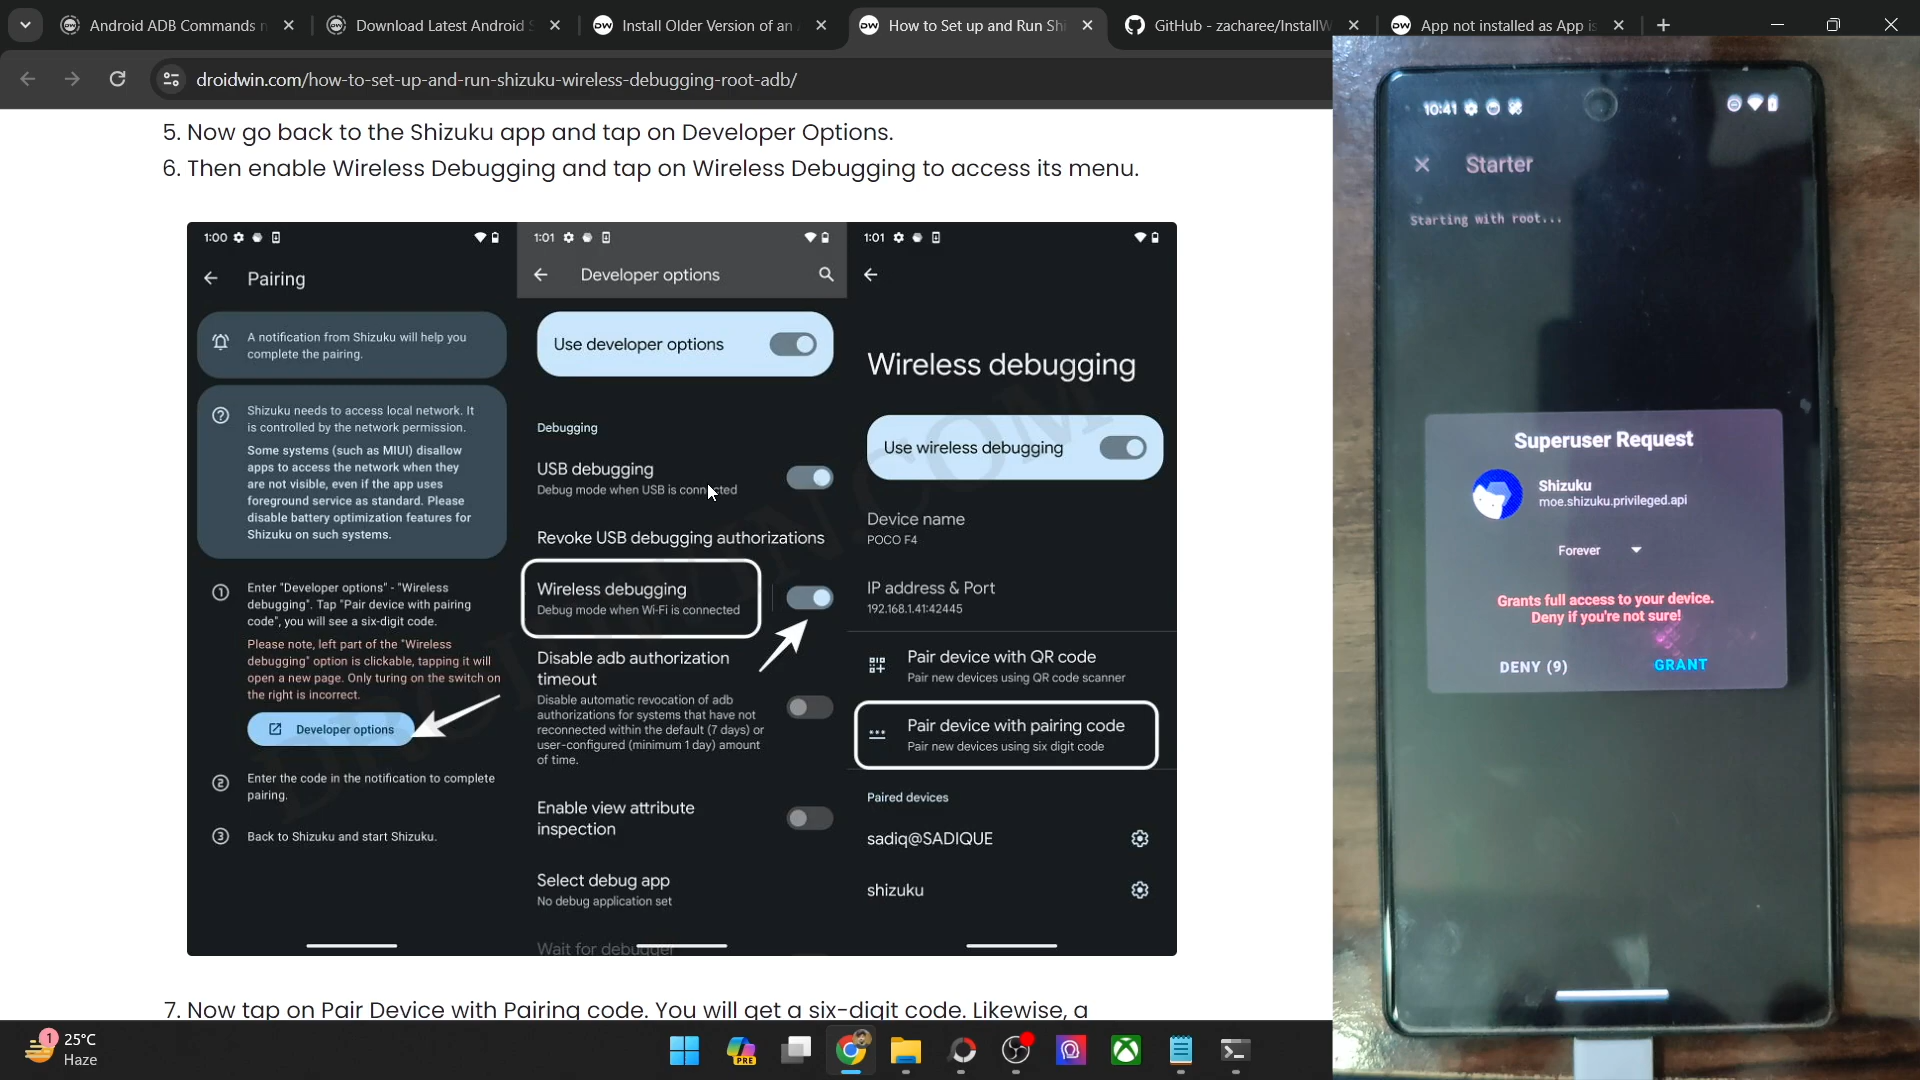 Android ADB Commands
Download Latest Android
Install Older Version of an
How to Set up and Run Shi
GitHub - zacharee/InstallW
App not installed as App is
droidwin.com/how-to-set-up-and-run-shizuku-wireless-debugging-root-adb/
5. Now go back to the Shizuku app and tap on Developer Options.
6. Then enable Wireless Debugging and tap on Wireless Debugging to access its menu.
1:00
Pairing
A notification from Shizuku will help you
complete the pairing.
Shizuku needs to access local network. It
is controlled by the network permission.
Some systems (such as MIUI) disallow
apps to access the network when they
are not visible, even if the app uses
foreground service as standard. Please
disable battery optimization features for
Shizuku on such systems.
Enter "Developer options" - "Wireless
debugging". Tap "Pair device with pairing
code", you will see a six-digit code.
Please note, left part of the "Wireless
debugging" option is clickable, tapping it will
open a new page. Only turing on the switch on
the right is incorrect.
Developer options
Enter the code in the notification to complete
pairing.
Back to Shizuku and start Shizuku.
1:01
Developer options
Use developer options
Debugging
USB debugging
Debug mode when USB is connected
Revoke USB debugging authorizations
Wireless debugging
Debug mode when Wi-Fi is connected
Disable adb authorization
timeout
Disable automatic revocation of adb
authorizations for systems that have not
reconnected within the default (7 days) or
user-configured (minimum 1 day) amount
of time.
Enable view attribute
inspection
Select debug app
No debug application set
Wait for debugger
1:01
Wireless debugging
Use wireless debugging
Device name
POCO F4
IP address & Port
192.168.1.41:42445
Pair device with QR code
Pair new devices using QR code scanner
Pair device with pairing code
Pair new devices using six digit code
Paired devices
sadiq@SADIQUE
shizuku
DROIDWIN.COM
7. Now tap on Pair Device with Pairing code. You will get a six-digit code. Likewise, a
1
25°C
Haze
PRE
10:41
Starter
Starting with root...
Superuser Request
Shizuku
moe.shizuku.privileged.api
Forever
Grants full access to your device.
Deny if you're not sure!
DENY (9)
GRANT